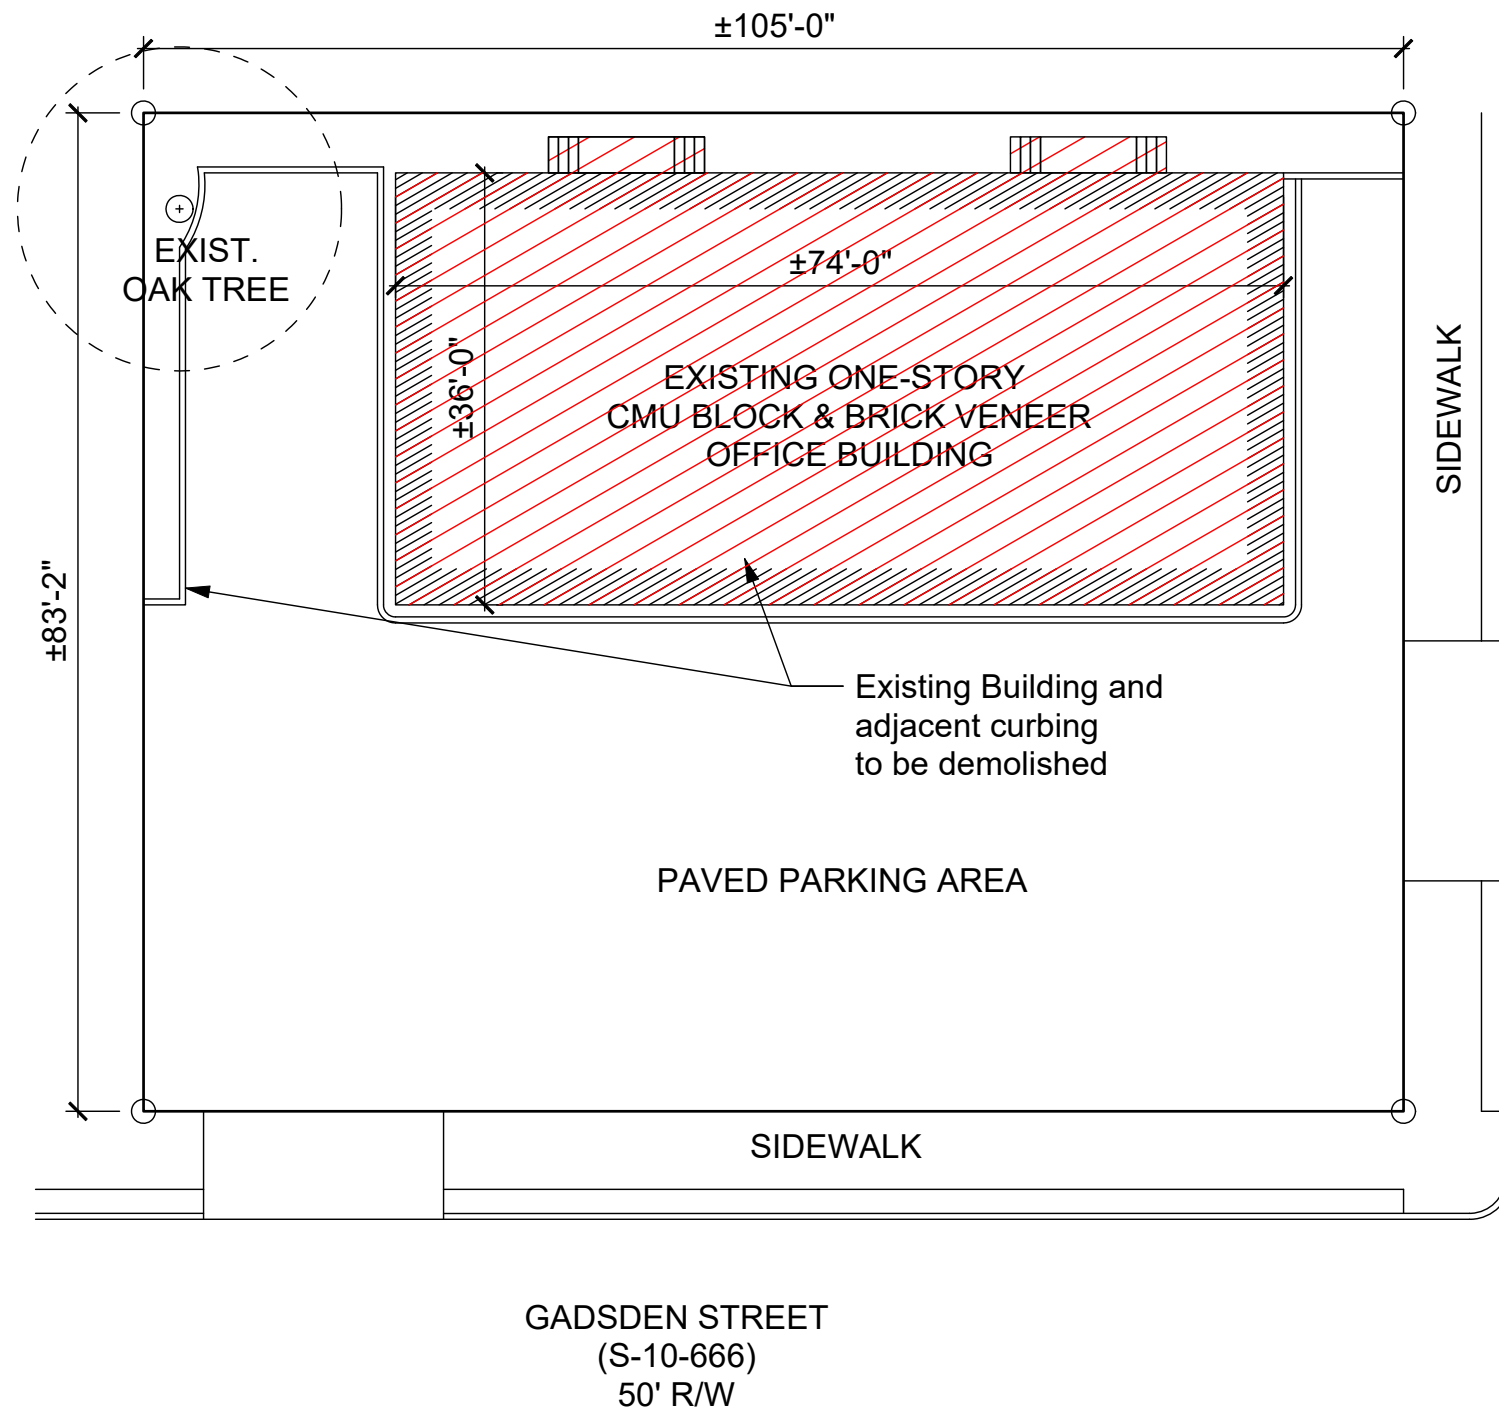 ±105'-0"
EXIST.
OAK TREE
±74'-0"
±36'-0"
EXISTING ONE-STORY
CMU BLOCK & BRICK VENEER
OFFICE BUILDING
SIDEWALK
±83'-2"
Existing Building and
adjacent curbing
to be demolished
PAVED PARKING AREA
SIDEWALK
GADSDEN STREET
(S-10-666)
50' R/W